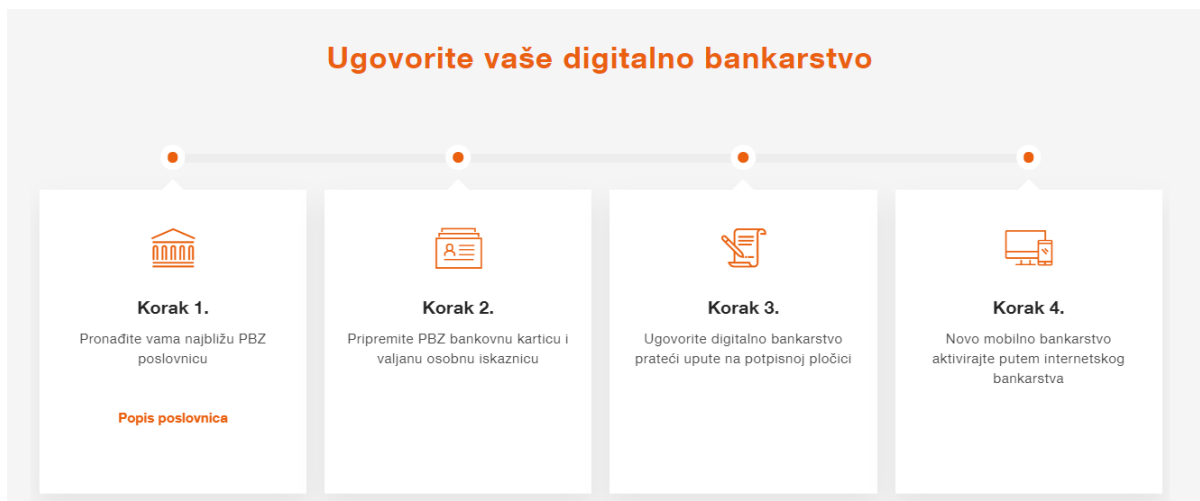 Ugovorite vaše digitalno bankarstvo
Korak 1.
Pronađite vama najbližu PBZ
poslovnicu
Popis poslovnica
Korak 2.
Pripremite PBZ bankovnu karticu i
valjanu osobnu iskaznicu
Korak 3.
Ugovorite digitalno bankarstvo
prateći upute na potpisnoj pločici
Korak 4.
Novo mobilno bankarstvo
aktivirajte putem internetskog
bankarstva